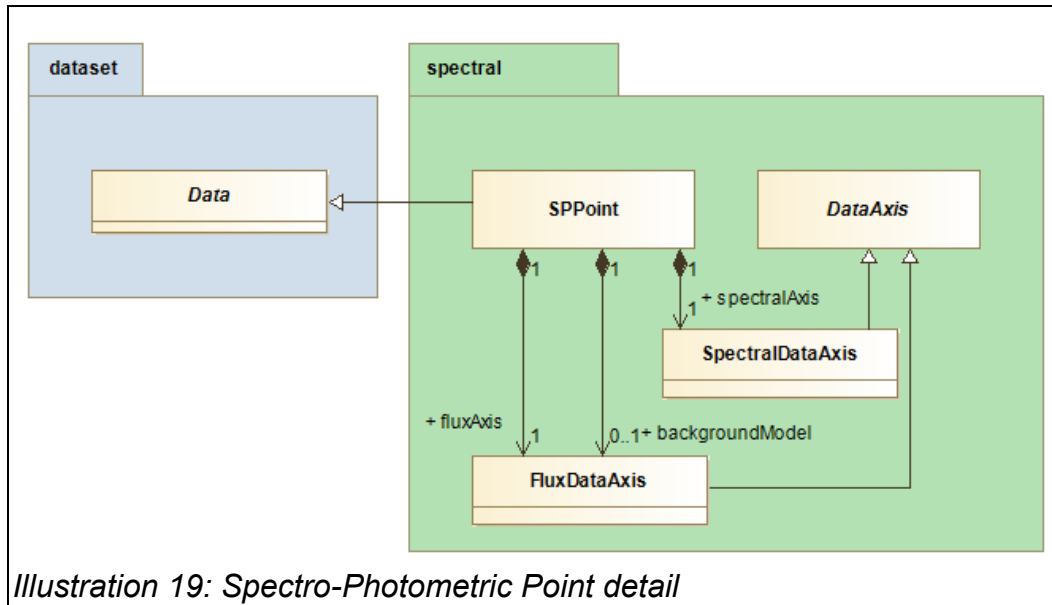 dataset
spectral
Data
SPPoint
DataAxis
1
1
1
+ spectralAxis
1
SpectralDataAxis
+ fluxAxis
1
0..1
+ backgroundModel
FluxDataAxis
Illustration 19: Spectro-Photometric Point detail